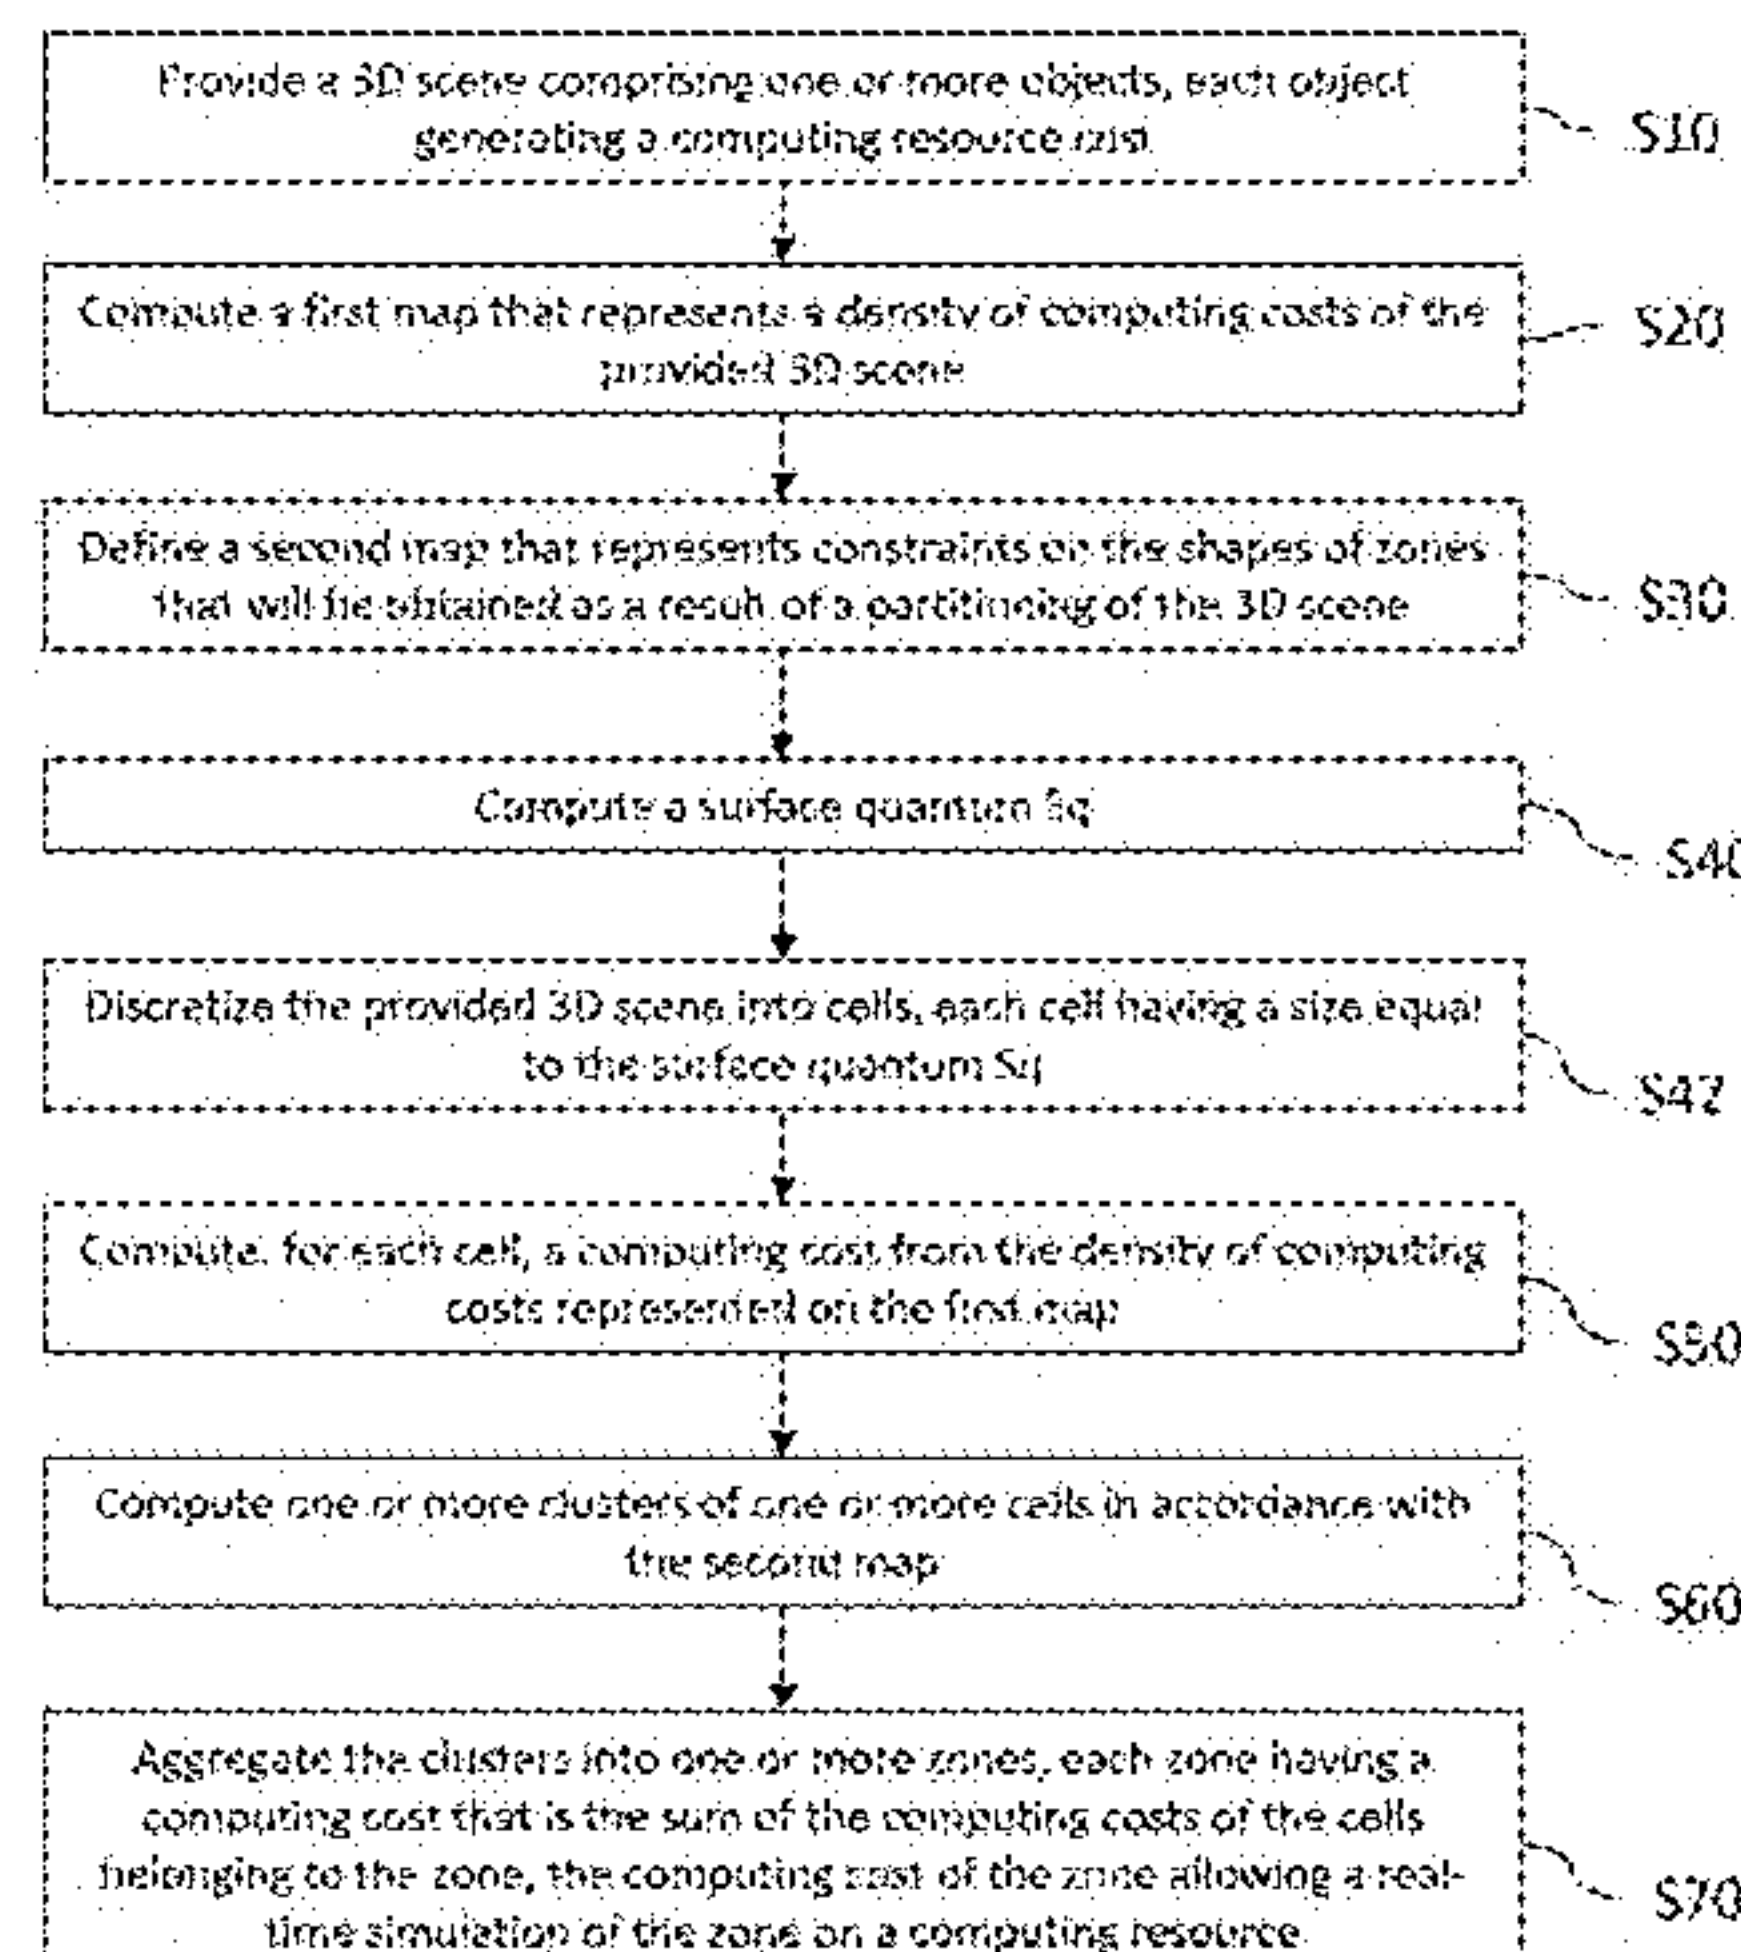 Provide a 3D scene comprising one or more objects, each object
generating a computing resource cost
S10
Compute a first map that represents a density of computing costs of the
provided 3D scene
S20
Define a second map that represents constraints on the shapes of zones
that will be obtained as a result of a partitioning of the 3D scene
S30
Compute a surface quantum Sq
S40
Discretize the provided 3D scene into cells, each cell having a size equal
to the surface quantum Sq
S42
Compute, for each cell, a computing cost from the density of computing
costs represented on the first map
S50
Compute one or more clusters of one or more cells in accordance with
the second map
S60
Aggregate the clusters into one or more zones, each zone having a
computing cost that is the sum of the computing costs of the cells
belonging to the zone, the computing cost of the zone allowing a real-
time simulation of the zone on a computing resource
S70